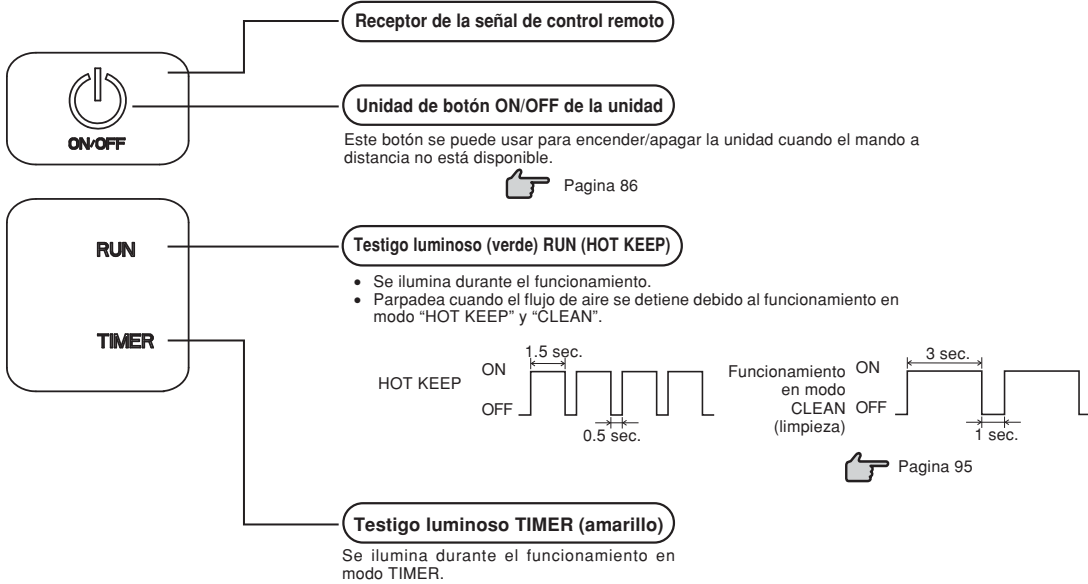 Receptor de la señal de control remoto
ON/OFF
Unidad de botón ON/OFF de la unidad
Este botón se puede usar para encender/apagar la unidad cuando el mando a
distancia no está disponible.
Pagina 86
RUN
Testigo luminoso (verde) RUN (HOT KEEP)
• Se ilumina durante el funcionamiento.
• Parpadea cuando el flujo de aire se detiene debido al funcionamiento en
modo “HOT KEEP” y “CLEAN”.
TIMER
HOT KEEP
ON
OFF
1.5 sec.
0.5 sec.
Funcionamiento
en modo
CLEAN
(limpieza)
ON
OFF
3 sec.
1 sec.
Pagina 95
Testigo luminoso TIMER (amarillo)
Se ilumina durante el funcionamiento en
modo TIMER.